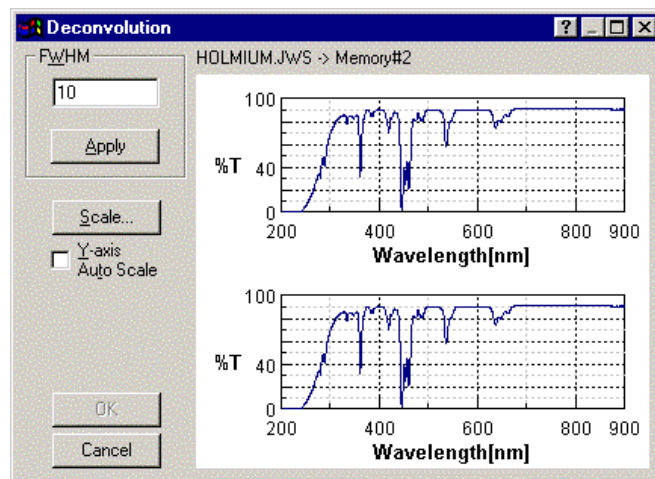 Deconvolution
FWHM
10
Apply
Scale...
Y-axis
Auto Scale
OK
Cancel
HOLMIUM.JWS -> Memory#2
100
%T
40
0
200 400 600 800 900
Wavelength[nm]
100
%T
40
0
200 400 600 800 900
Wavelength[nm]